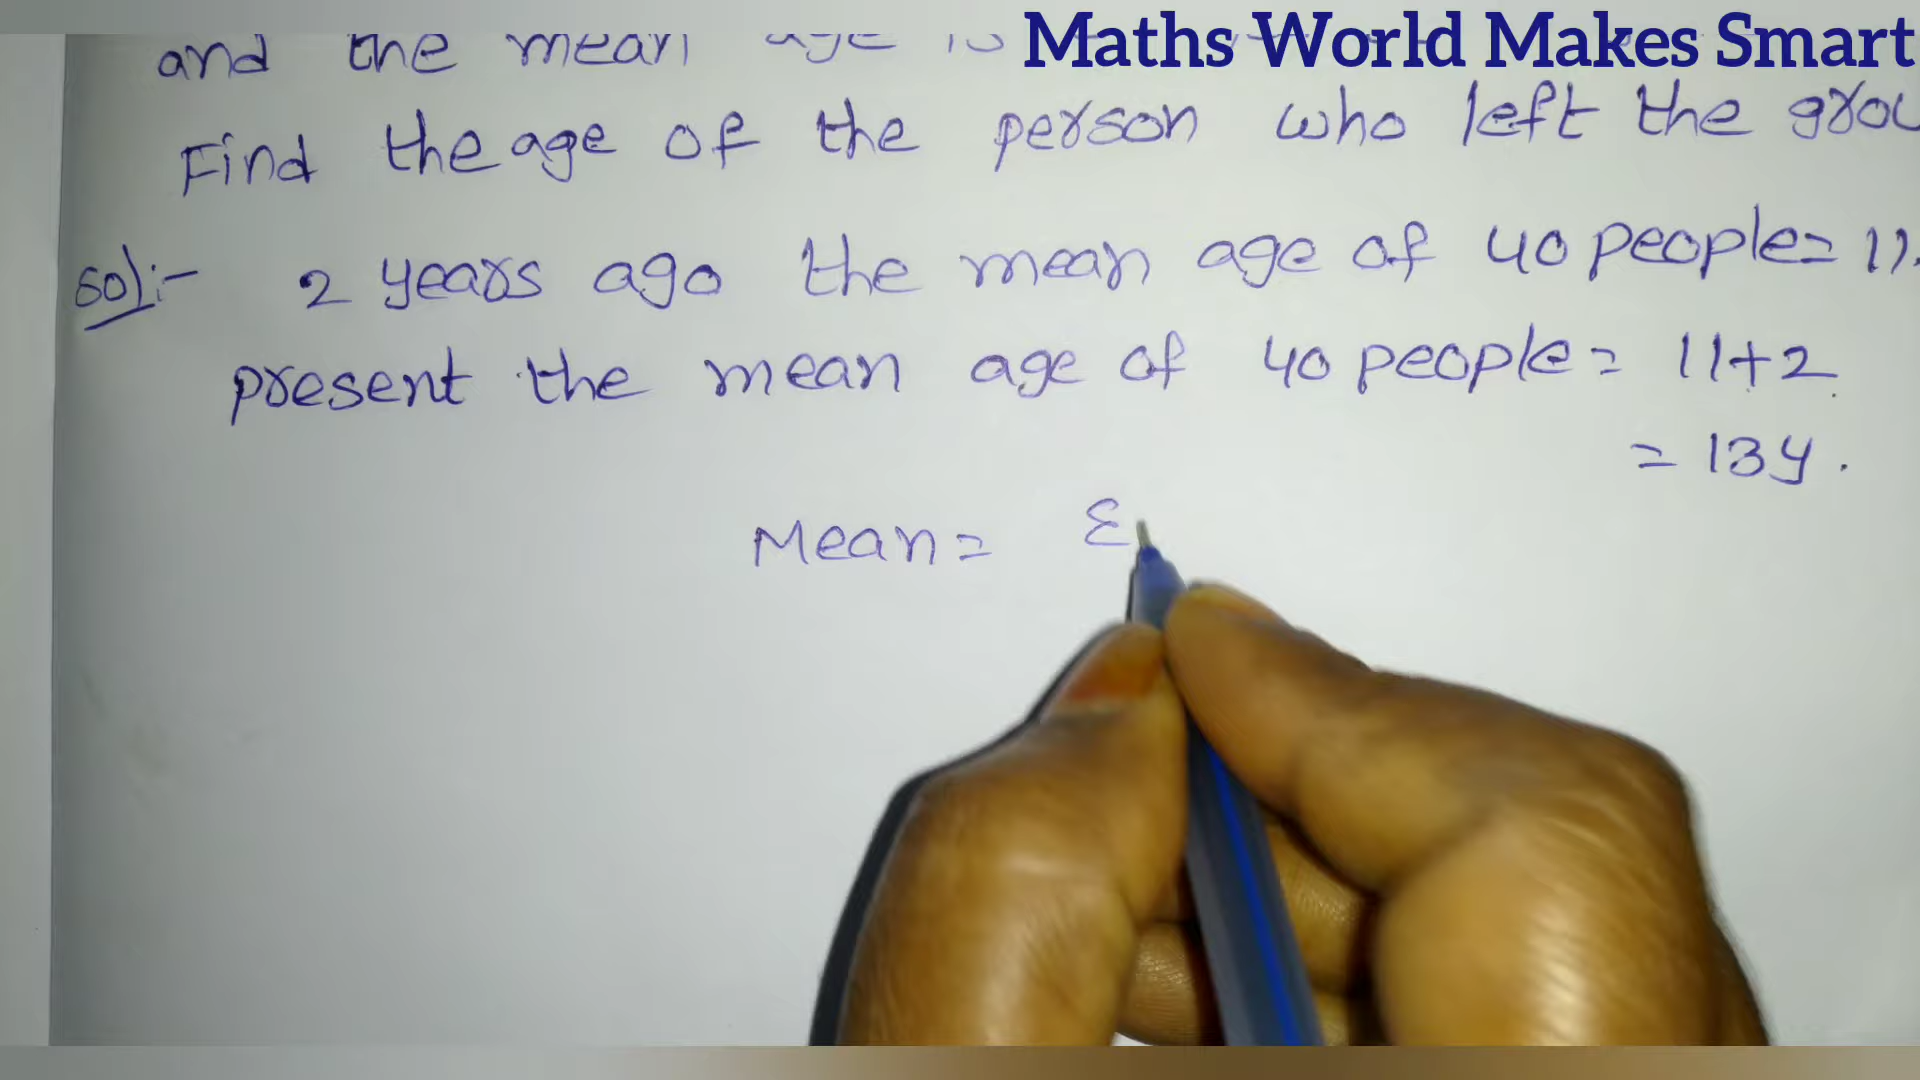 Maths World Makes Smart
and the mean age is
Find the age of the person who left the grou
Sol:- 2 years ago the mean age of 40 people = 11
present the mean age of 40 people = 11+2
= 13y.
Mean = Σ